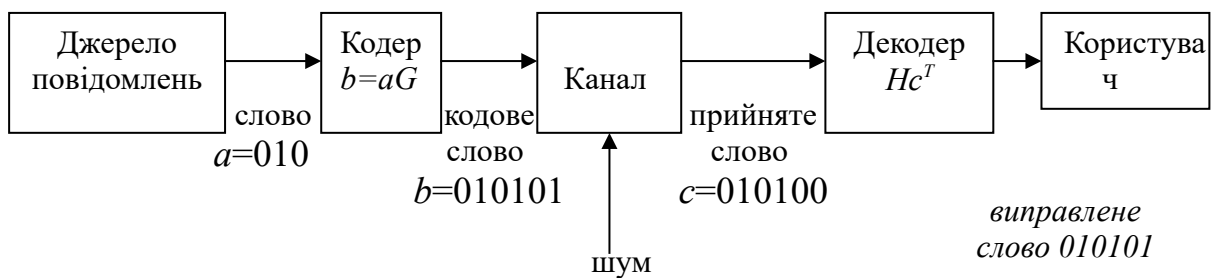 Джерело
повідомлень
Кодер
b=aG
Канал
Декодер
Hc^T
Користува
ч
слово
a=010
кодове
слово
b=010101
прийняте
слово
c=010100
шум
виправлене
слово 010101